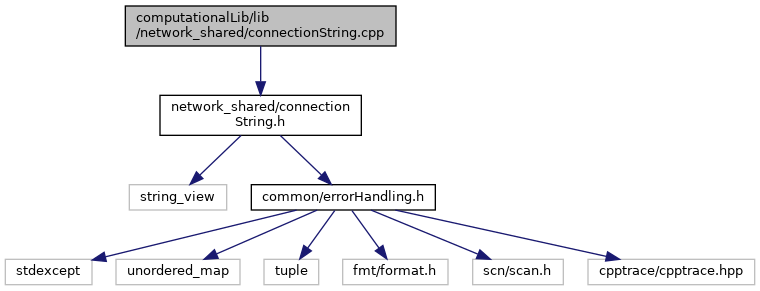 computationalLib/lib
/network_shared/connectionString.cpp
network_shared/connection
String.h
string_view
common/errorHandling.h
stdexcept
unordered_map
tuple
fmt/format.h
scn/scan.h
cpptrace/cpptrace.hpp